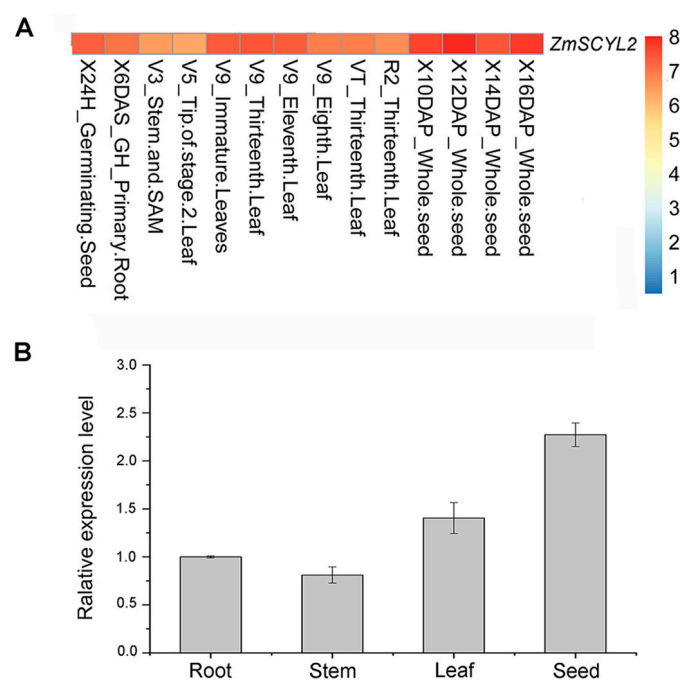 A
ZmSCYL2
X24H_Germinating.Seed
X6DAS_GH_Primary.Root
V3_Stem.and.SAM
V5_Tip.of.stage.2.Leaf
V9_Immature.Leaves
V9_Thirteenth.Leaf
V9_Eleventh.Leaf
V9_Eighth.Leaf
VT_Thirteenth.Leaf
R2_Thirteenth.Leaf
X10DAP_Whole.seed
X12DAP_Whole.seed
X14DAP_Whole.seed
X16DAP_Whole.seed
8
7
6
5
4
3
2
1
B
Ralative expression level
3.0
2.5
2.0
1.5
1.0
0.5
0.0
Root Stem Leaf Seed